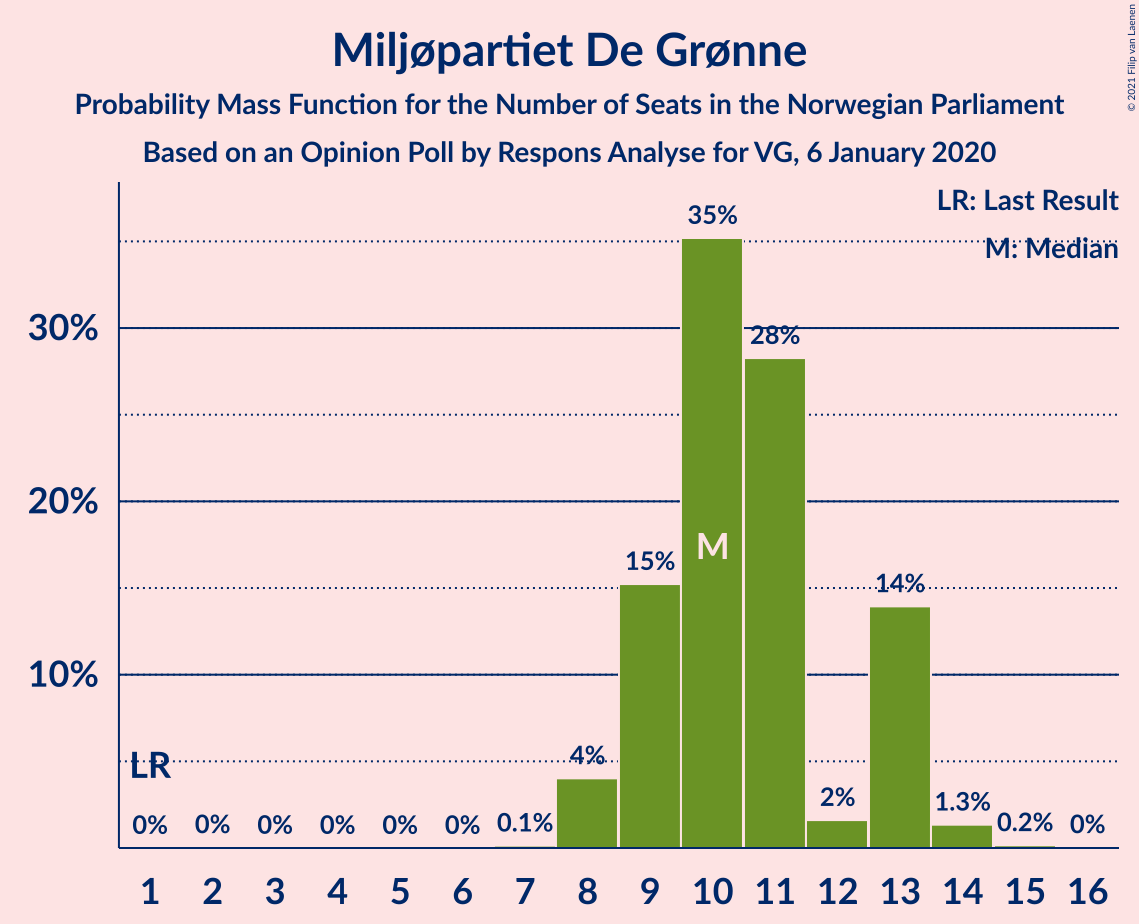 Miljøpartiet De Grønne
Probability Mass Function for the Number of Seats in the Norwegian Parliament
Based on an Opinion Poll by Respons Analyse for VG, 6 January 2020
© 2021 Filip van Laenen
LR: Last Result
M: Median
30%
20%
10%
LR
M
0% 0% 0% 0% 0% 0% 0.1% 4% 15% 35% 28% 2% 14% 1.3% 0.2% 0%
1 2 3 4 5 6 7 8 9 10 11 12 13 14 15 16